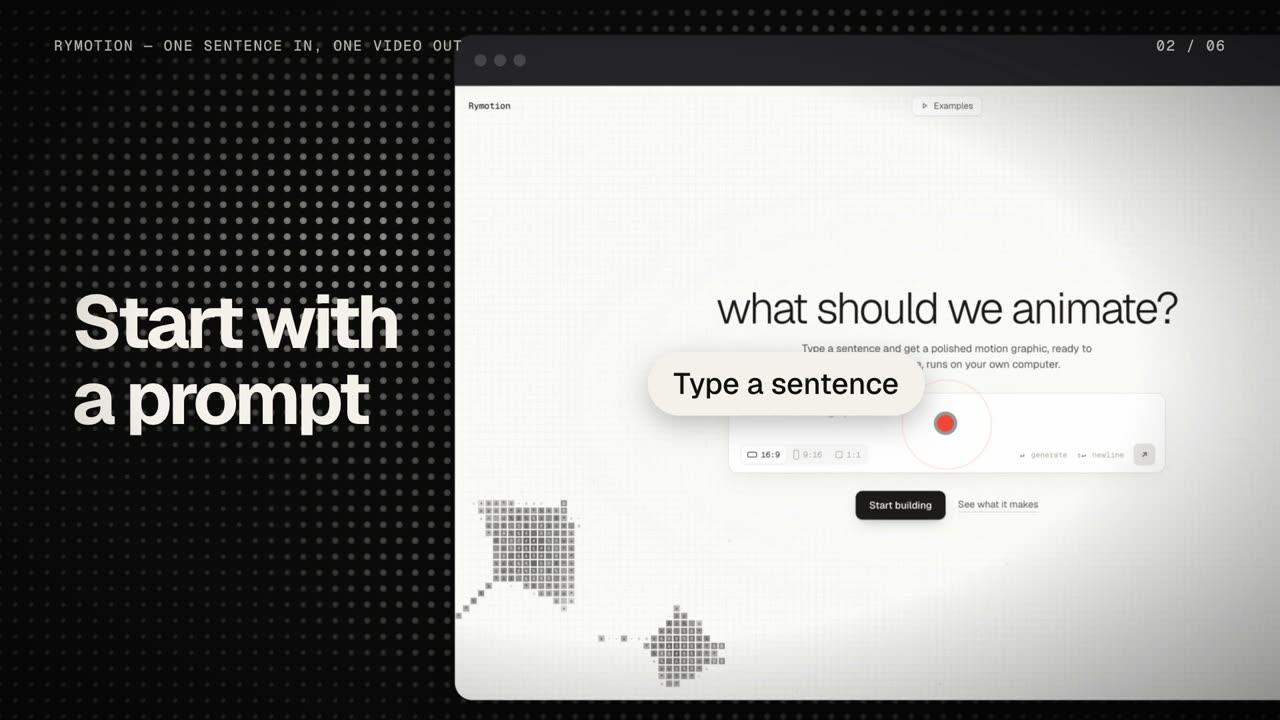 RYMOTION — ONE SENTENCE IN, ONE VIDEO OUT
02 / 06
Start with
a prompt
Rymotion
Examples
what should we animate?
Type a sentence and get a polished motion graphic, ready to
runs on your own computer.
Type a sentence
16:9
9:16
1:1
generate
newline
Start building
See what it makes